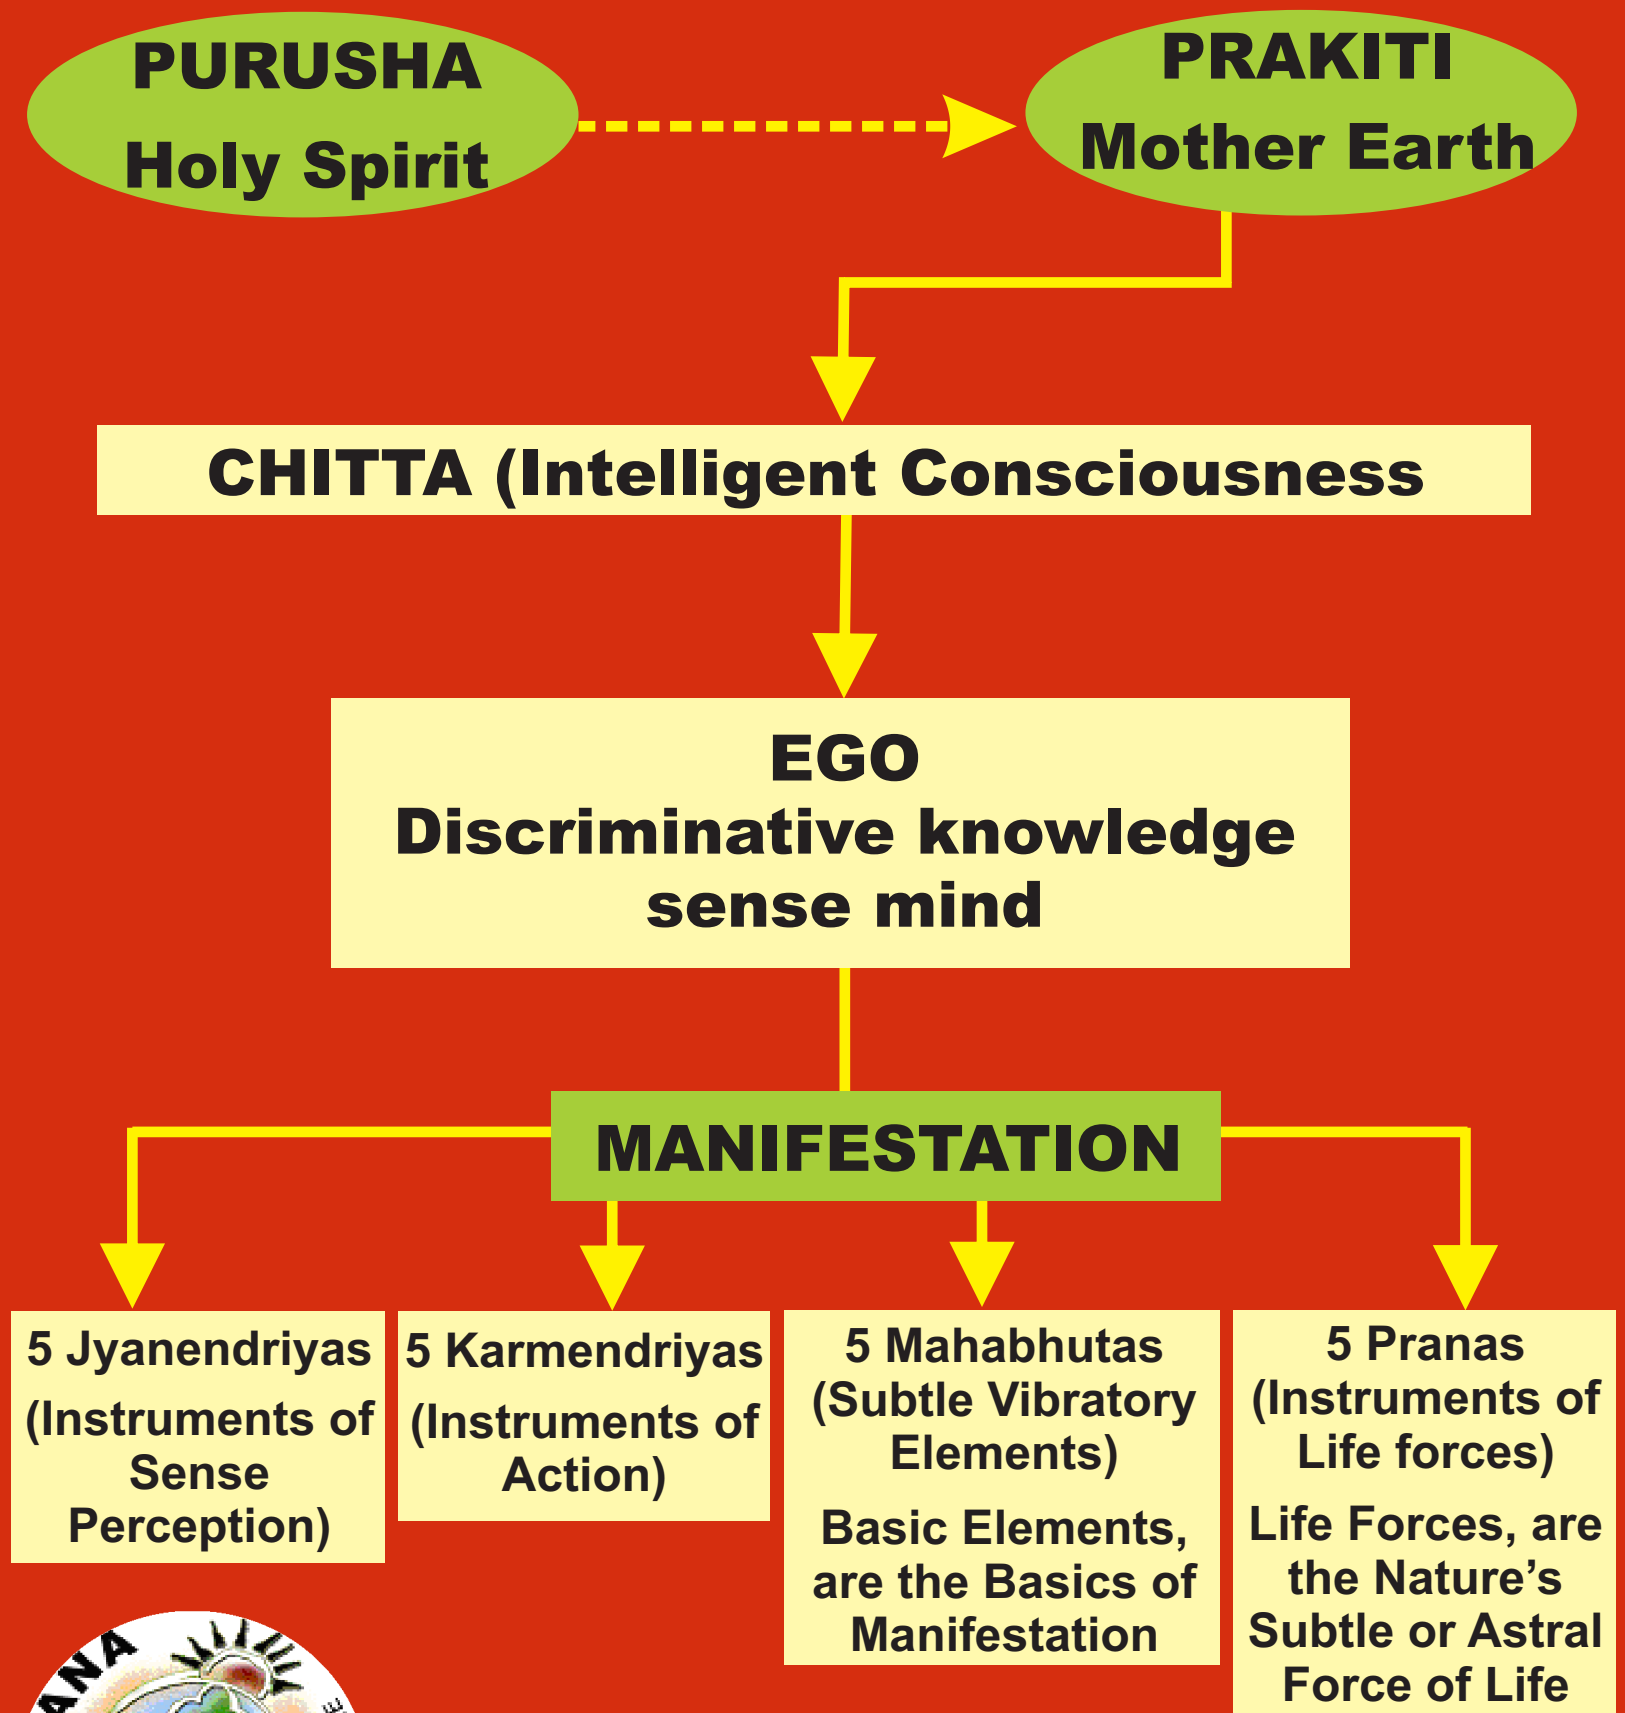 PURUSHA
Holy Spirit
PRAKITI
Mother Earth
CHITTA (Intelligent Consciousness
EGO
Discriminative knowledge
sense mind
MANIFESTATION
5 Jyanendriyas
(Instruments of
Sense
Perception)
5 Karmendriyas
(Instruments of
Action)
5 Mahabhutas
(Subtle Vibratory
Elements)
Basic Elements,
are the Basics of
Manifestation
5 Pranas
(Instruments of
Life forces)
Life Forces, are
the Nature’s
Subtle or Astral
Force of Life